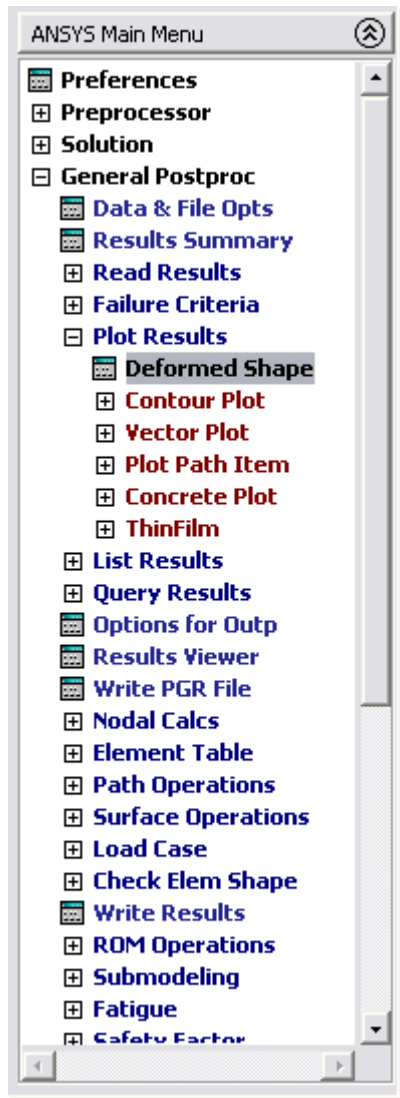 ANSYS Main Menu
Preferences
Preprocessor
Solution
General Postproc
Data & File Opts
Results Summary
Read Results
Failure Criteria
Plot Results
Deformed Shape
Contour Plot
Vector Plot
Plot Path Item
Concrete Plot
ThinFilm
List Results
Query Results
Options for Outp
Results Viewer
Write PGR File
Nodal Calcs
Element Table
Path Operations
Surface Operations
Load Case
Check Elem Shape
Write Results
ROM Operations
Submodeling
Fatigue
Safety Factor